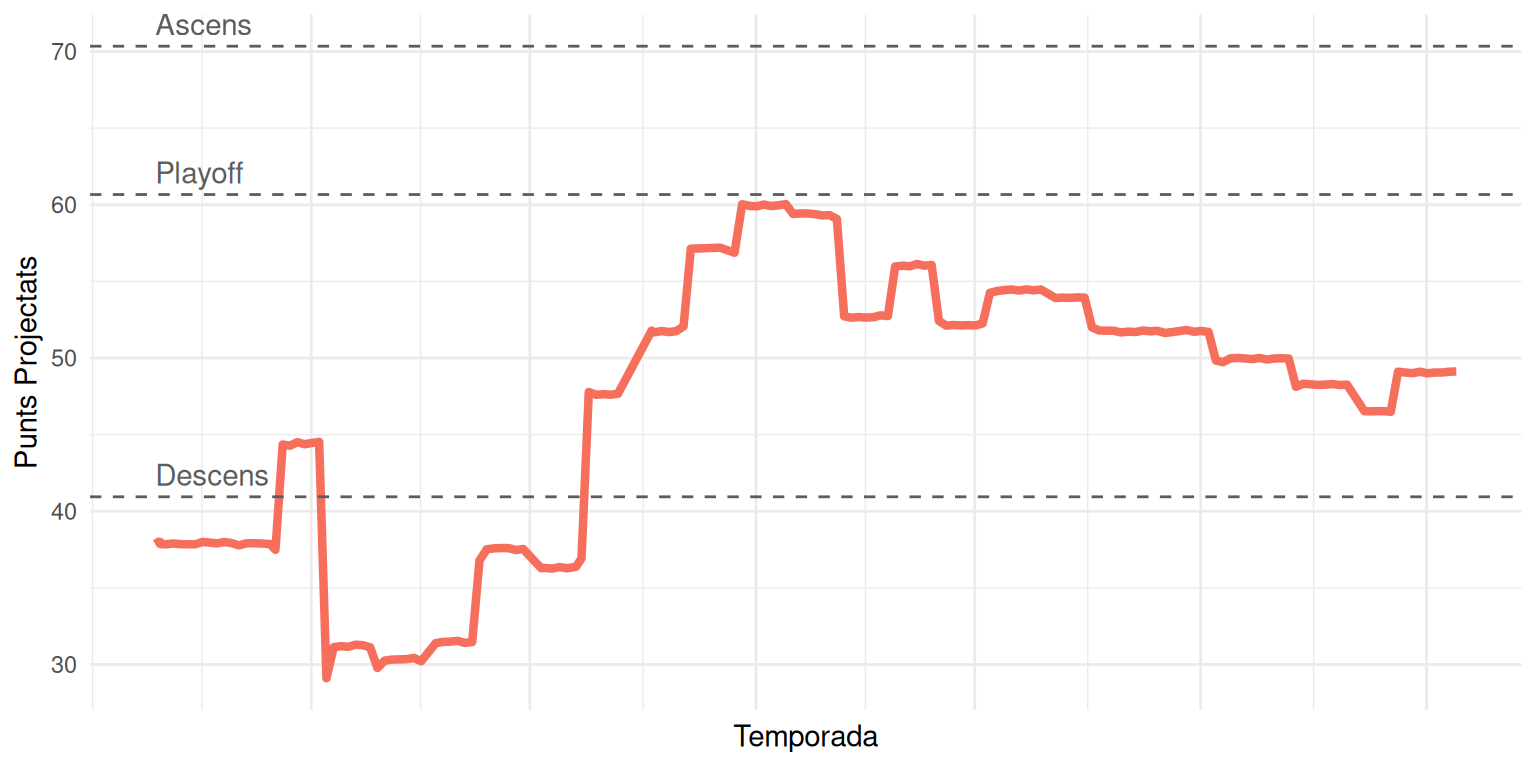 Ascens
70
Playoff
60
Punts Projectats
50
Descens
40
30
Temporada